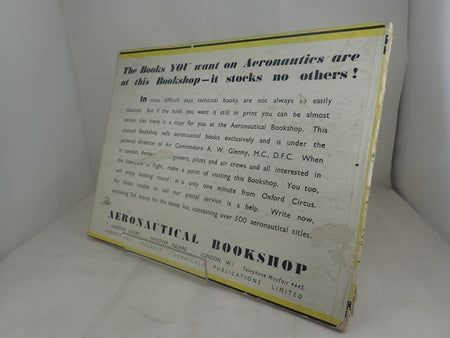 The Books YOU want on Aeronautics are
at this Bookshop—it stocks no others!
In these difficult days technical books are not always so easily
obtained. But if the book you want is still in print you can be almost
certain that there is a copy for you at the Aeronautical Bookshop. This
unusual Bookshop sells aeronautical books exclusively and is under the
personal direction of Air Commodore A. W. Glenny, M.C., D.F.C. When
in London, engineers, pilots and air crews and all interested in
the of flight, make a point of visiting this Bookshop. You too,
will enjoy looking round; it is only one minute from Oxford Circus.
For those unable to call our postal service is a help. Write now,
enclosing 2d. stamp for the latest list, containing over 500 aeronautical titles.
The
AERONAUTICAL BOOKSHOP
COURT HANOVER SQUARE LONDON W.1 Telephone Mayfair 4445
AIRCRAFT (TECHNICAL) PUBLICATIONS LIMITED